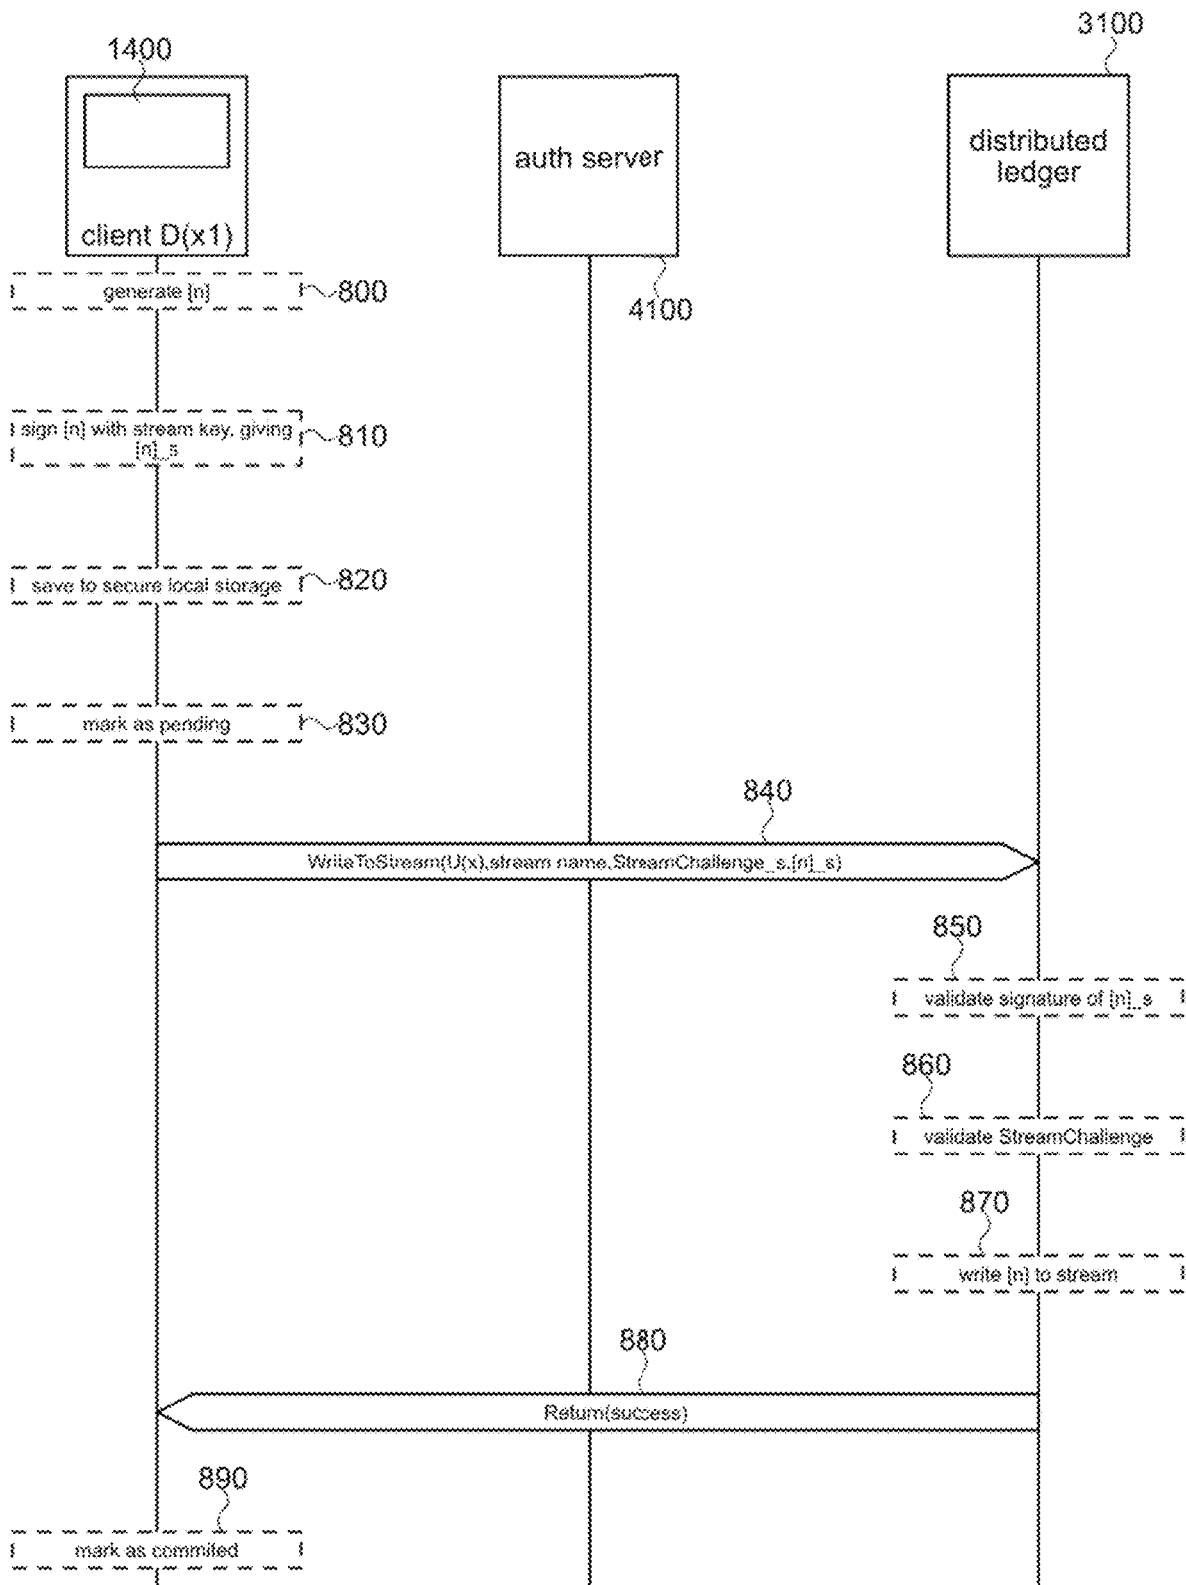 3100
1400
auth server
distributed
ledger
client D(x1)
generate [n]
800
4100
sign [n] with stream key, giving
[n]_s
810
save to secure local storage
820
mark as pending
830
840
WriteToStream(U(x),stream name,StreamChallenge_s,[n]_s)
850
validate signature of [n]_s
860
validate StreamChallenge
870
write [n] to stream
880
Return(success)
890
mark as commited